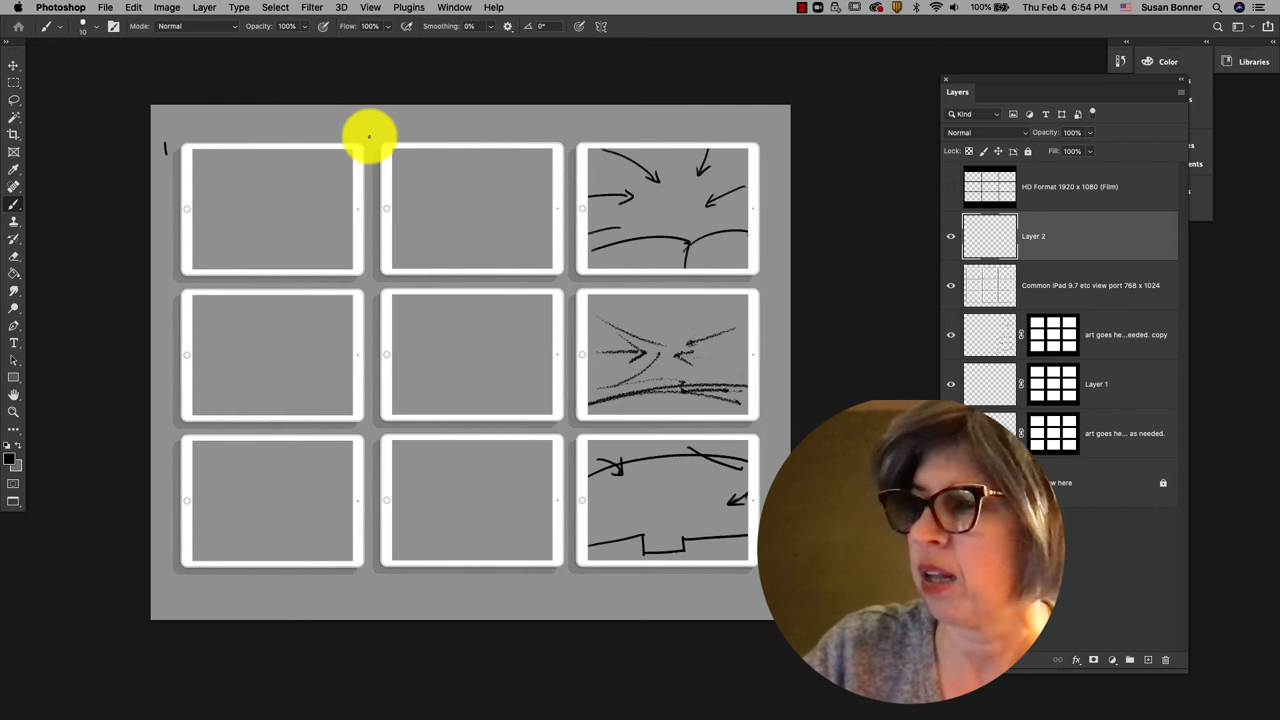 Photoshop File Edit Image Layer Type Select Filter 3D View Plugins Window Help 100% Thu Feb 4 6:54 PM Susan Bonner
10 Mode: Normal Opacity: 100% Flow: 100% Smoothing: 0% 0°
Color Libraries
Layers
Kind
Normal Opacity: 100%
Lock: Fill: 100%
HD Format 1920 x 1080 (Film)
Layer 2
Common iPad 9.7 etc view port 768 x 1024
art goes he...eeded. copy
Layer 1
art goes he... as needed.
w here
1